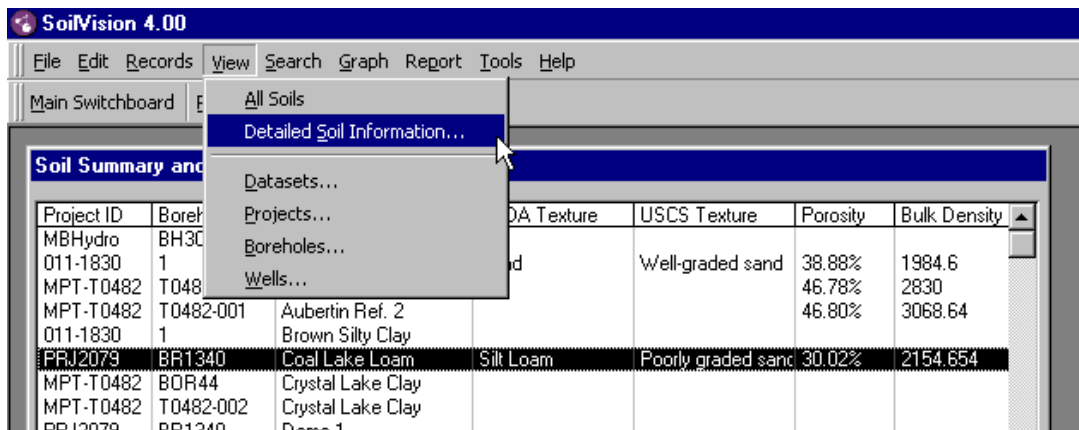 SoilVision 4.00
File Edit Records View Search Graph Report Tools Help
Main Switchboard
All Soils
Detailed Soil Information...
Datasets...
Projects...
Boreholes...
Wells...
Soil Summary and
Project ID Texture USCS Texture Porosity Bulk Density
MBHydro BH30
011-1830 1 Well-graded sand 38.88% 1984.6
MPT-T0482 T048 46.78% 2830
MPT-T0482 T0482-001 Aubertin Ref. 2 46.80% 3068.64
011-1830 1 Brown Silty Clay
PRJ2079 BR1340 Coal Lake Loam Silt Loam Poorly graded sand 30.02% 2154.654
MPT-T0482 BOR44 Crystal Lake Clay
MPT-T0482 T0482-002 Crystal Lake Clay